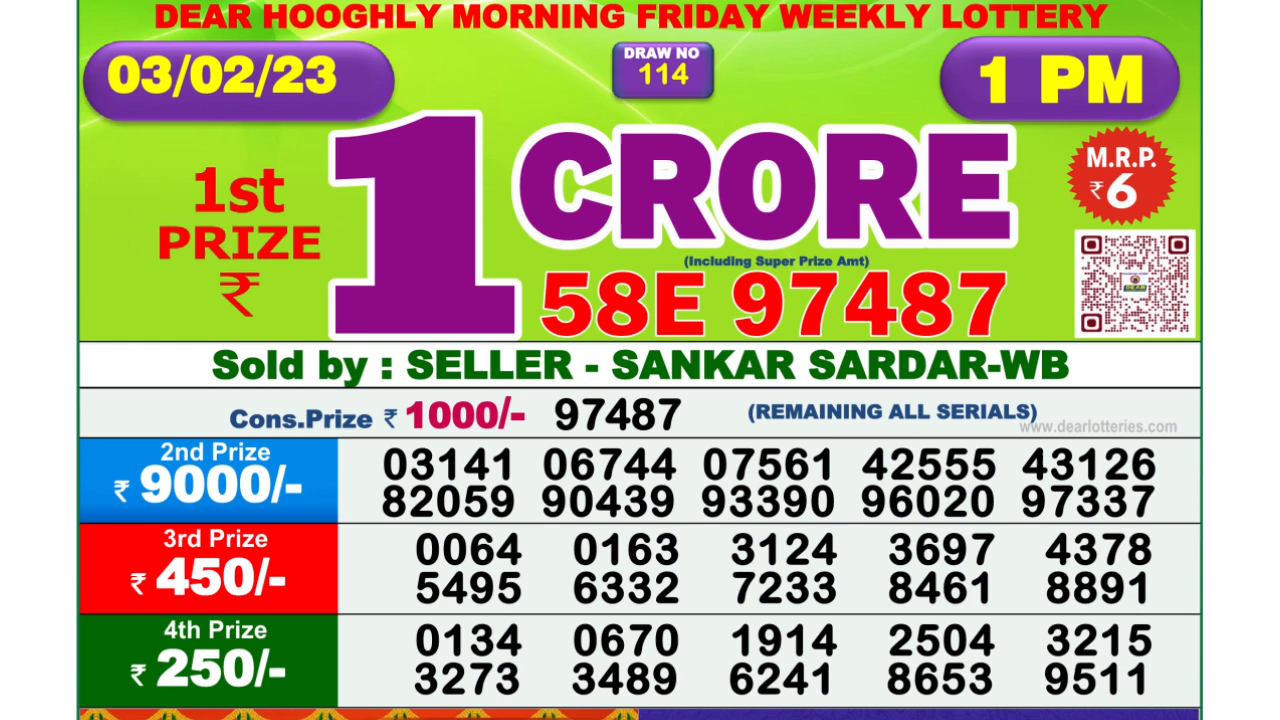 DEAR HOOGHLY MORNING FRIDAY WEEKLY LOTTERY
03/02/23
DRAW NO
114
1 PM
1st
PRIZE
₹
1 CRORE
(Including Super Prize Amt)
58E 97487
M.R.P.
₹6
DEAR
Sold by : SELLER - SANKAR SARDAR-WB
Cons.Prize ₹ 1000/- 97487 (REMAINING ALL SERIALS)
www.dearlotteries.com
2nd Prize
₹ 9000/-
03141 06744 07561 42555 43126
82059 90439 93390 96020 97337
3rd Prize
₹ 450/-
0064 0163 3124 3697 4378
5495 6332 7233 8461 8891
4th Prize
₹ 250/-
0134 0670 1914 2504 3215
3273 3489 6241 8653 9511